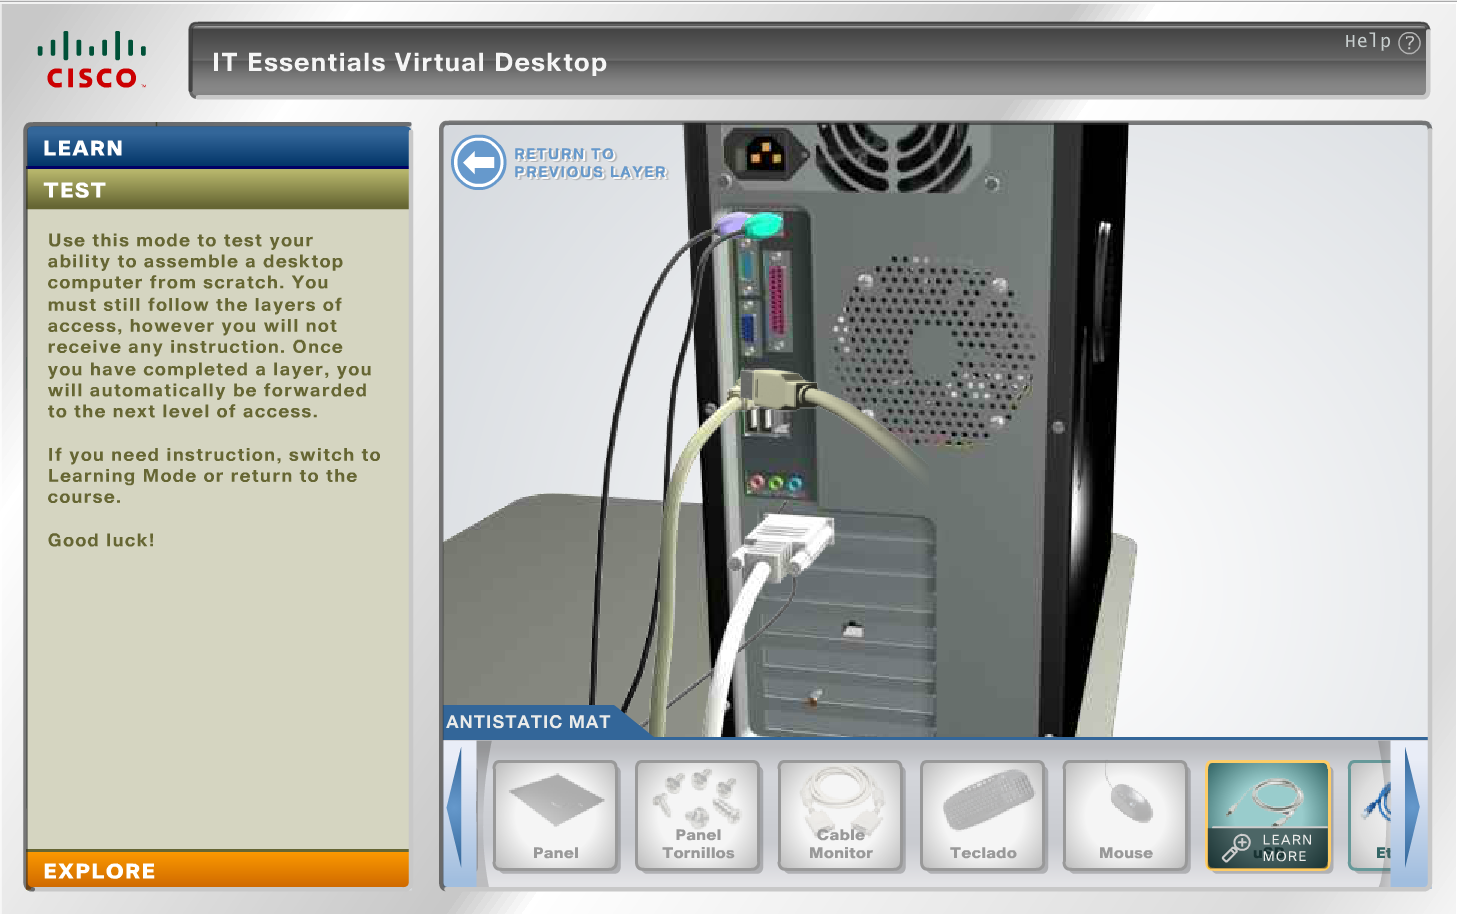 CISCO
IT Essentials Virtual Desktop
Help ?
LEARN
TEST
Use this mode to test your
ability to assemble a desktop
computer from scratch. You
must still follow the layers of
access, however you will not
receive any instruction. Once
you have completed a layer, you
will automatically be forwarded
to the next level of access.
If you need instruction, switch to
Learning Mode or return to the
course.
Good luck!
EXPLORE
RETURN TO
PREVIOUS LAYER
ANTISTATIC MAT
Panel
Panel
Tornillos
Cable
Monitor
Teclado
Mouse
LEARN
MORE